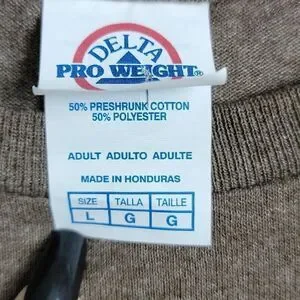 DELTA
PRO WEIGHT®
50% PRESHRUNK COTTON
50% POLYESTER
ADULT ADULTO ADULTE
MADE IN HONDURAS
SIZE TALLA TAILLE
L G G